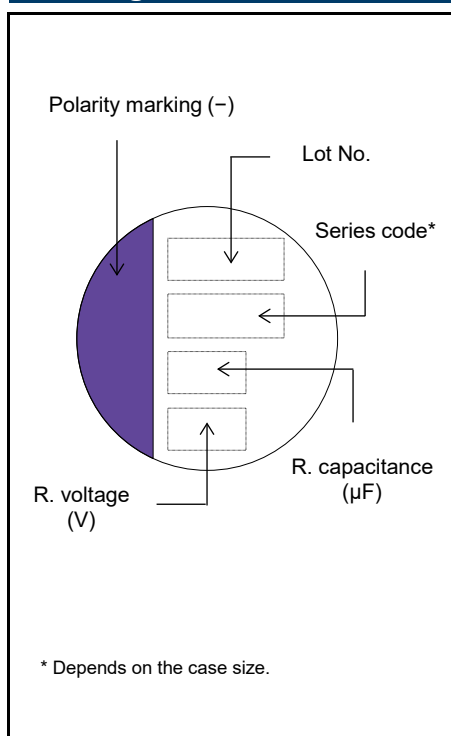 Polarity marking (−)
Lot No.
Series code*
R. capacitance
(µF)
R. voltage
(V)
* Depends on the case size.